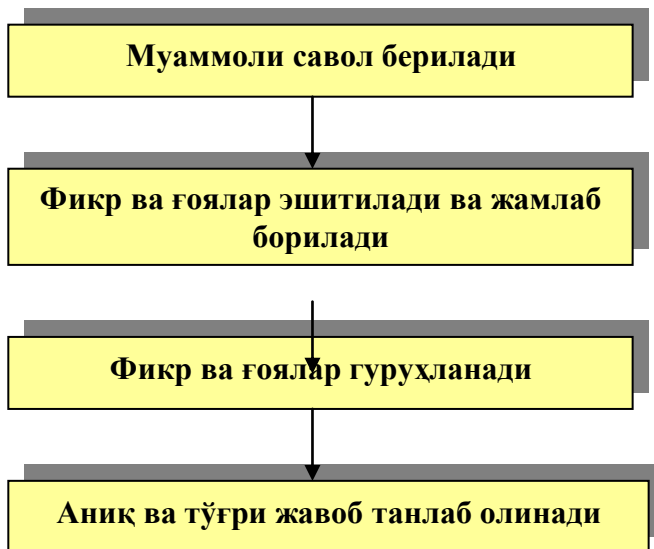 Муаммоли савол берилади
Фикр ва ғоялар эшитилади ва жамлаб
борилади
Фикр ва ғоялар гуруҳланади
Аниқ ва тўғри жавоб танлаб олинади